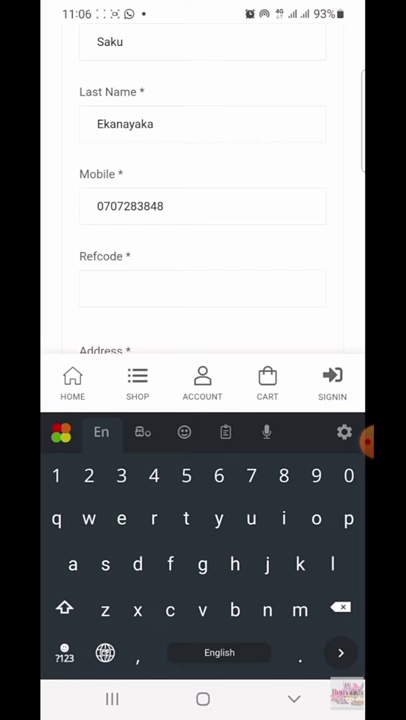 11:06 93%
Saku
Last Name *
Ekanayaka
Mobile *
0707283848
Refcode *
Address *
HOME SHOP ACCOUNT CART SIGNIN
En
1 2 3 4 5 6 7 8 9 0
q w e r t y u i o p
a s d f g h j k l
z x c v b n m
?123 , English .